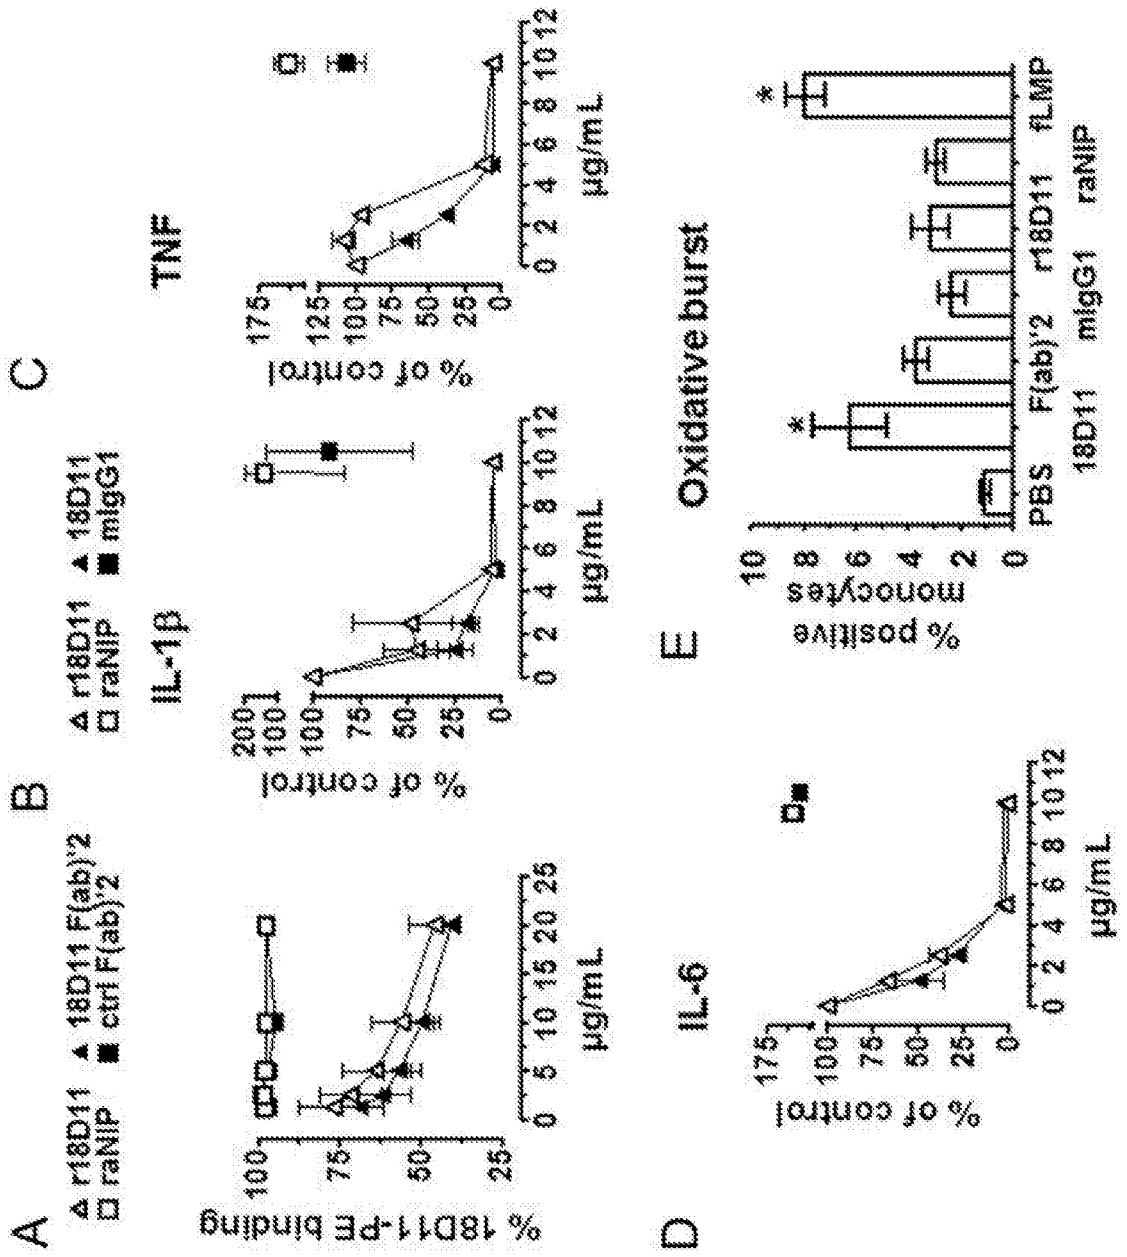 A
r18D11 18D11 F(ab)'2
raNIP ctrl F(ab)'2
% 18D11-PE binding
100
75
50
25
0 5 10 15 20 25
µg/mL
B
r18D11 18D11
raNIP mIgG1
IL-1β
% of control
200
100
100
75
50
25
0
0 2 4 6 8 10 12
µg/mL
C
TNF
% of control
175
125
100
75
50
25
0
0 2 4 6 8 10 12
µg/mL
D
IL-6
% of control
175
100
75
50
25
0
0 2 4 6 8 10 12
µg/mL
E
Oxidative burst
% positive
monocytes
10
8
6
4
2
0
* *
PBS F(ab)'2 r18D11 fLMP
18D11 mIgG1 raNIP